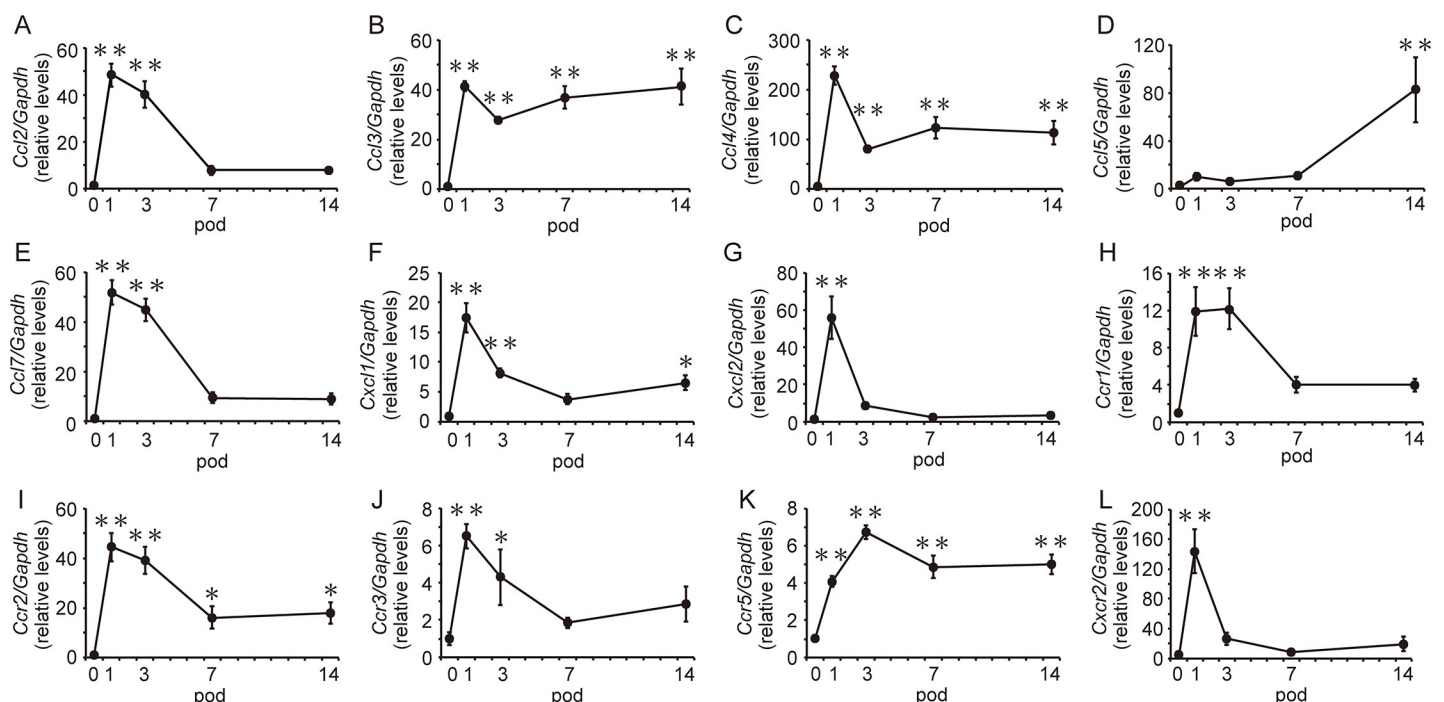 A
Ccl2/Gapdh
(relative levels)
60
40
20
0
** **
0 1 3 7 14
pod
B
Ccl3/Gapdh
(relative levels)
60
40
20
0
** ** ** **
0 1 3 7 14
pod
C
Ccl4/Gapdh
(relative levels)
300
200
100
0
** ** ** **
0 1 3 7 14
pod
D
Ccl5/Gapdh
(relative levels)
120
80
40
0
**
0 1 3 7 14
pod
E
Ccl7/Gapdh
(relative levels)
60
40
20
0
** **
0 1 3 7 14
pod
F
Cxcl1/Gapdh
(relative levels)
25
20
15
10
5
0
** ** *
0 1 3 7 14
pod
G
Cxcl2/Gapdh
(relative levels)
80
60
40
20
0
**
0 1 3 7 14
pod
H
Ccr1/Gapdh
(relative levels)
16
12
8
4
0
** **
0 1 3 7 14
pod
I
Ccr2/Gapdh
(relative levels)
60
40
20
0
** ** * *
0 1 3 7 14
pod
J
Ccr3/Gapdh
(relative levels)
8
6
4
2
0
** *
0 1 3 7 14
pod
K
Ccr5/Gapdh
(relative levels)
8
6
4
2
0
** ** ** **
0 1 3 7 14
pod
L
Cxcr2/Gapdh
(relative levels)
200
160
120
80
40
0
**
0 1 3 7 14
pod